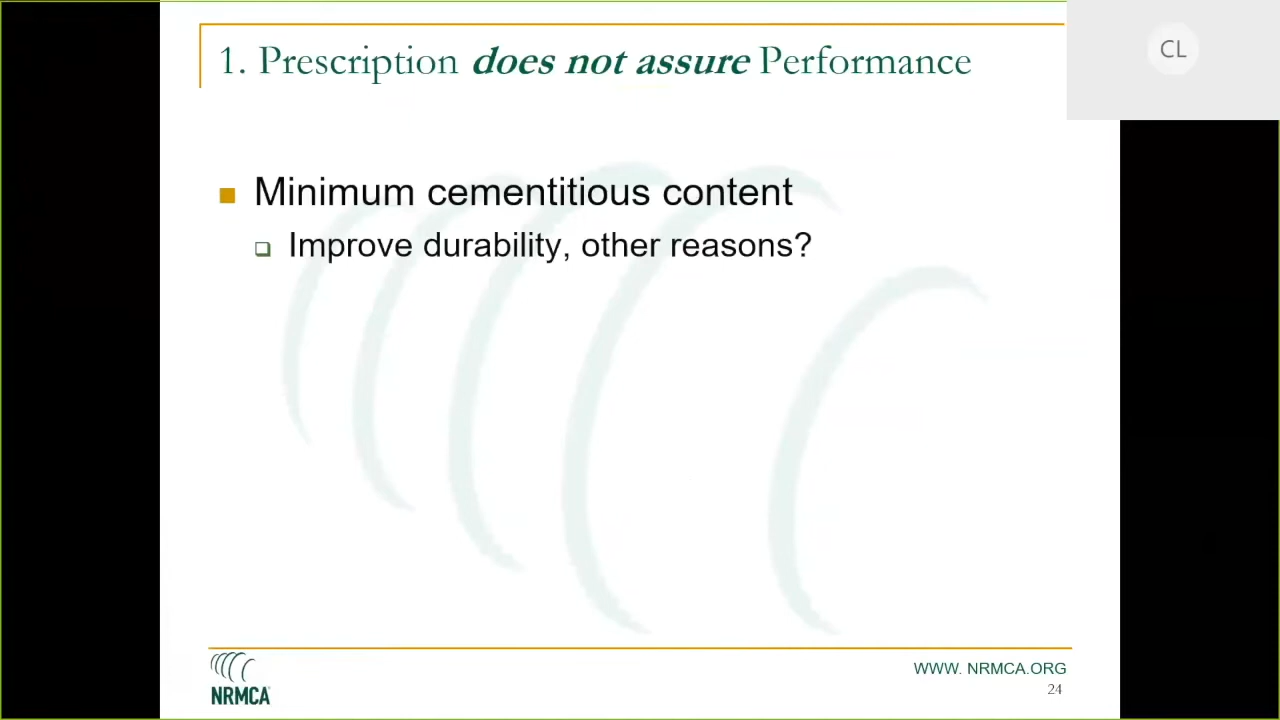 1. Prescription does not assure Performance
CL
Minimum cementitious content
Improve durability, other reasons?
NRMCA
WWW. NRMCA.ORG
24